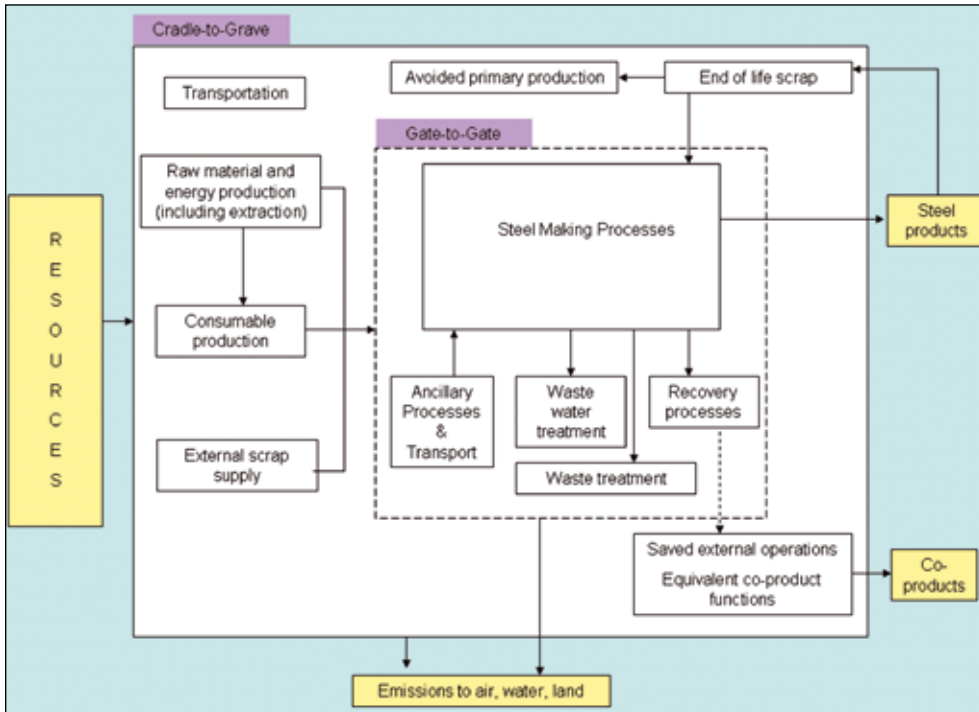 Cradle-to-Grave
Transportation
Avoided primary production
End of life scrap
Gate-to-Gate
Raw material and
energy production
(including extraction)
Steel Making Processes
Steel
products
R
E
S
O
U
R
C
E
S
Consumable
production
Ancillary
Processes
&
Transport
Waste
water
treatment
Recovery
processes
External scrap
supply
Waste treatment
Saved external operations
Equivalent co-product
functions
Co-
products
Emissions to air, water, land